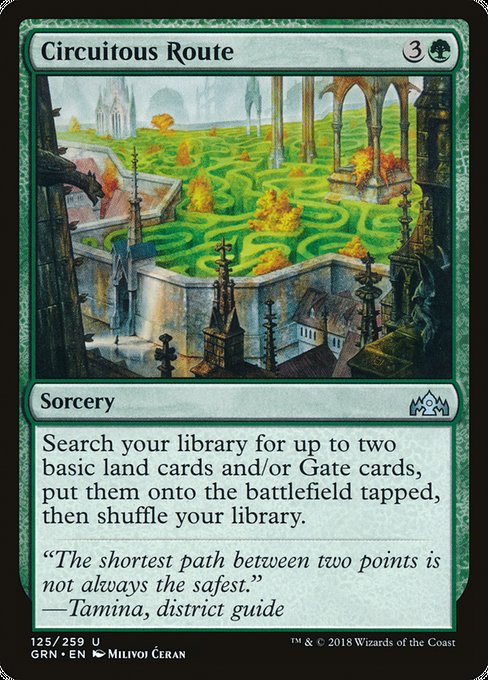 Circuitous Route 3
Sorcery
Search your library for up to two
basic land cards and/or Gate cards,
put them onto the battlefield tapped,
then shuffle your library.
“The shortest path between two points is
not always the safest.”
—Tamina, district guide
125/259 U
GRN • EN Milivoj Ćeran
™ & © 2018 Wizards of the Coast